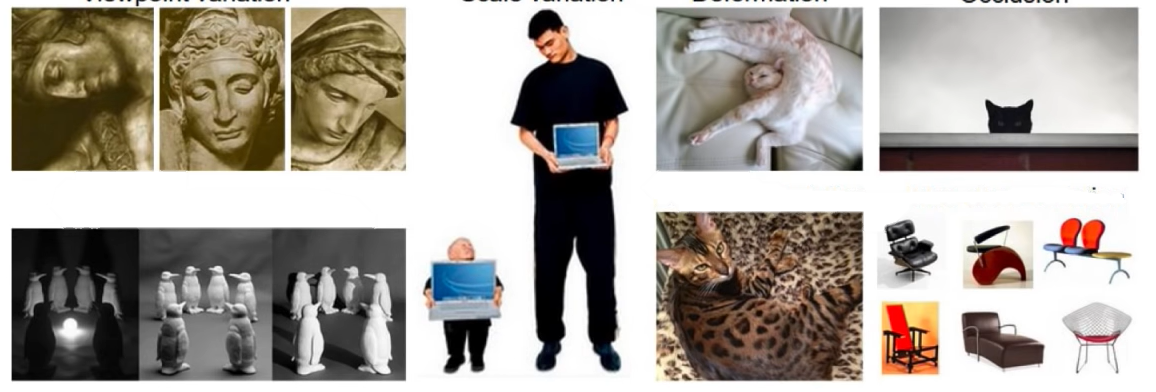 Viewpoint variation
Scale variation
Deformation
Occlusion